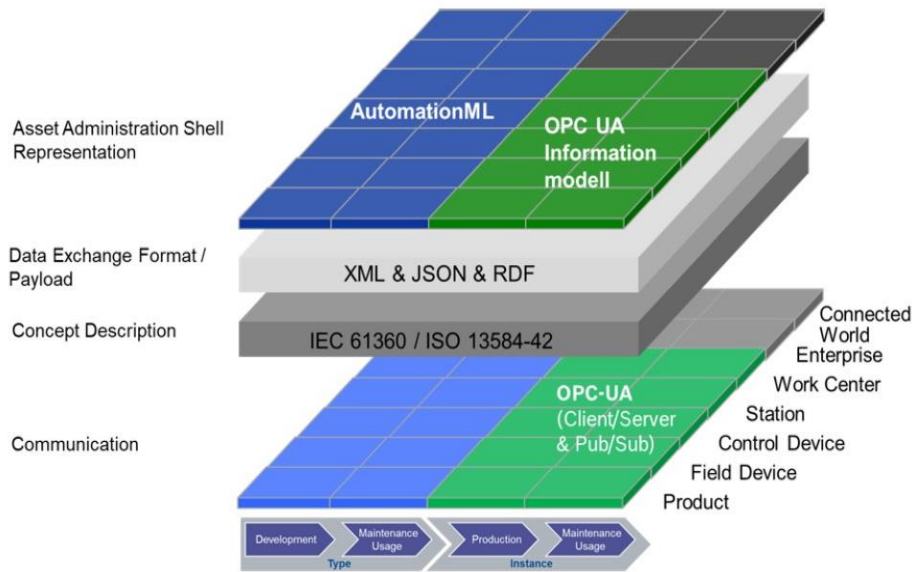 Asset Administration Shell
Representation
AutomationML
OPC UA
Information
modell
Data Exchange Format /
Payload
XML & JSON & RDF
Concept Description
IEC 61360 / ISO 13584-42
Communication
OPC-UA
(Client/Server
& Pub/Sub)
Connected
World
Enterprise
Work Center
Station
Control Device
Field Device
Product
Development
Maintenance
Usage
Production
Maintenance
Usage
Type
Instance